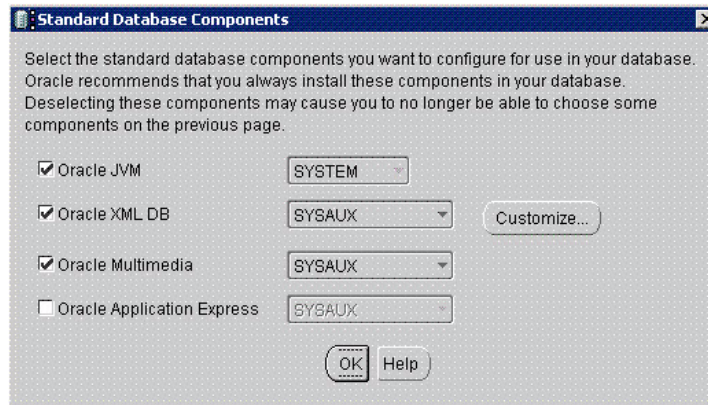 Standard Database Components
Select the standard database components you want to configure for use in your database.
Oracle recommends that you always install these components in your database.
Deselecting these components may cause you to no longer be able to choose some
components on the previous page.
Oracle JVM SYSTEM
Oracle XML DB SYSAUX Customize...
Oracle Multimedia SYSAUX
Oracle Application Express SYSAUX
OK Help